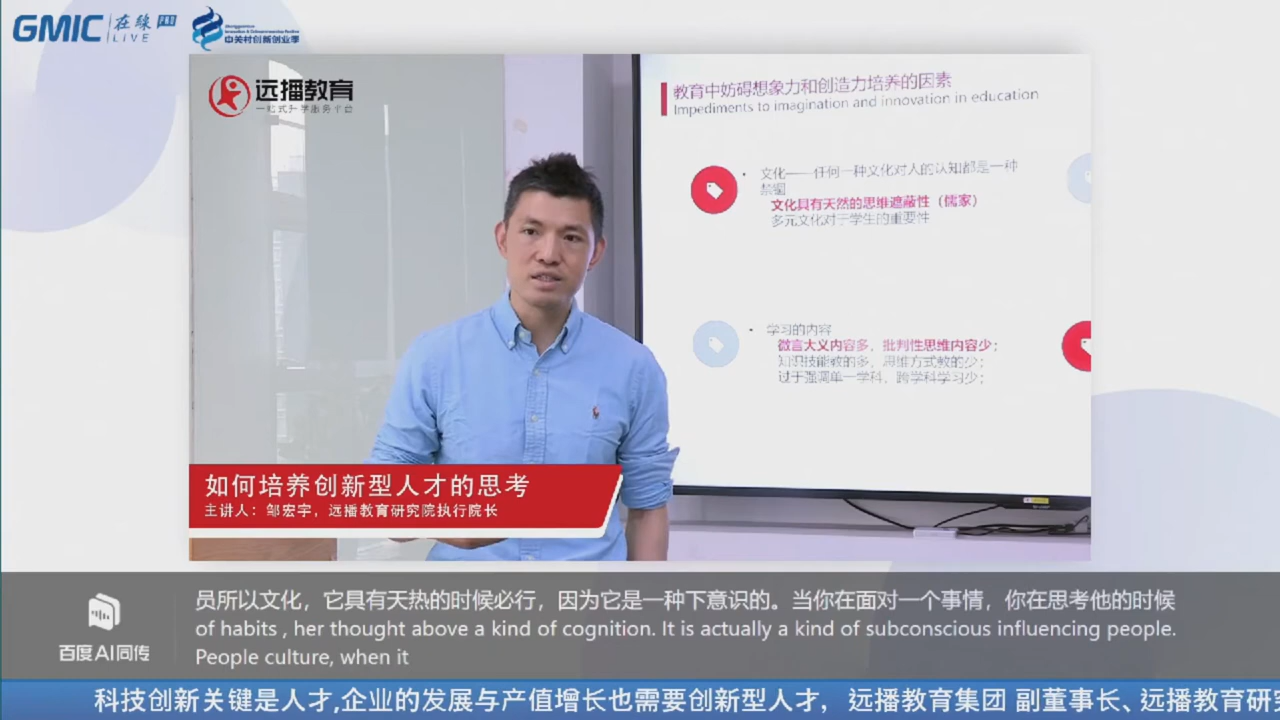 GMIC 在线 PRO
LIVE
中关村创新创业季
远播教育
一站式升学服务平台
教育中妨碍想象力和创造力培养的因素
Impediments to imagination and innovation in education
• 文化——任何一种文化对人的认知都是一种
禁锢
文化具有天然的思维遮蔽性（儒家）
多元文化对于学生的重要性
• 学习的内容
微言大义内容多，批判性思维内容少；
知识技能教的多，思维方式教的少；
过于强调单一学科，跨学科学习少；
如何培养创新型人才的思考
主讲人：邹宏宇，远播教育研究院执行院长
百度AI同传
员所以文化，它具有天热的时候必行，因为它是一种下意识的。当你在面对一个事情，你在思考他的时候
of habits , her thought above a kind of cognition. It is actually a kind of subconscious influencing people.
People culture, when it
科技创新关键是人才,企业的发展与产值增长也需要创新型人才， 远播教育集团 副董事长、远播教育研究